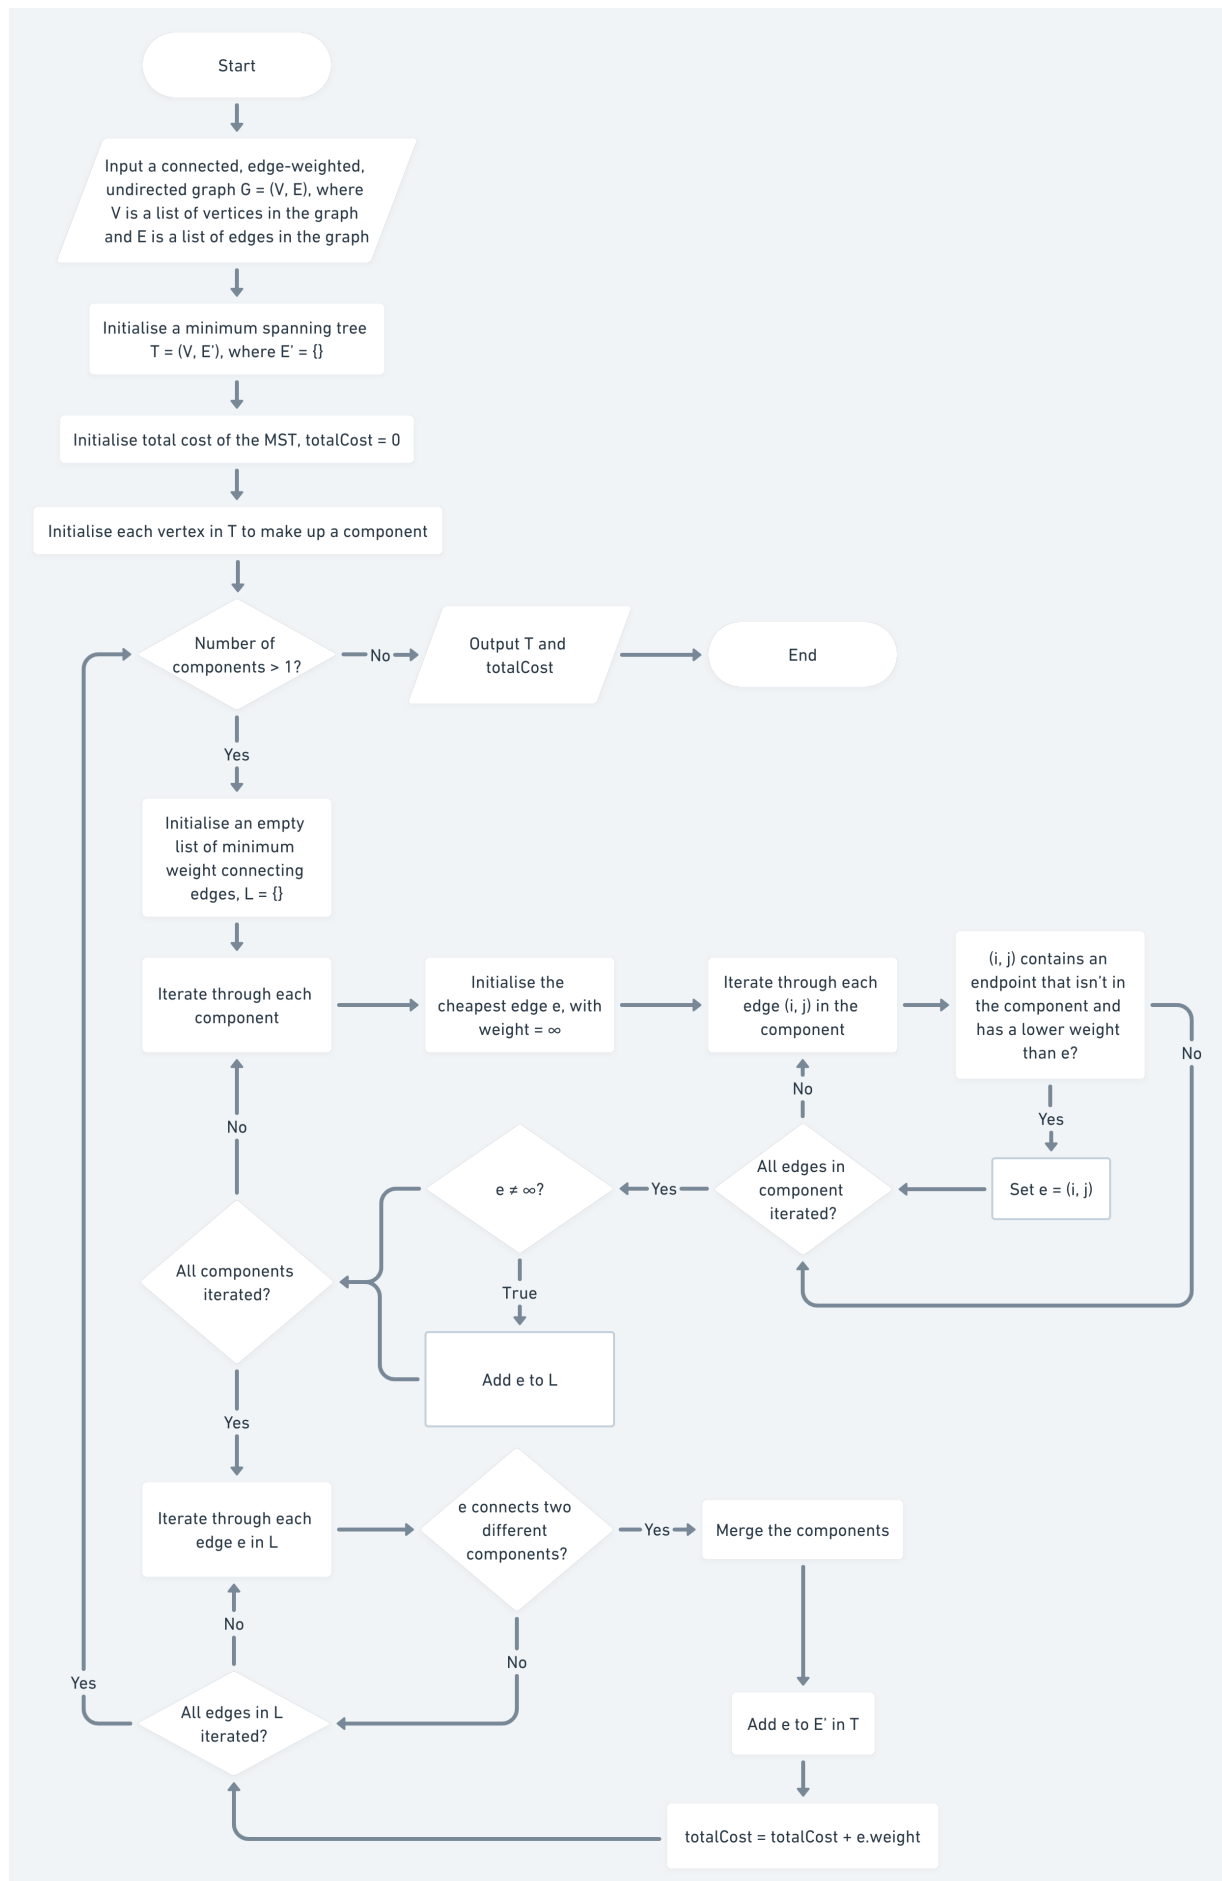 Start
Input a connected, edge-weighted,
undirected graph G = (V, E), where
V is a list of vertices in the graph
and E is a list of edges in the graph
Initialise a minimum spanning tree
T = (V, E’), where E’ = {}
Initialise total cost of the MST, totalCost = 0
Initialise each vertex in T to make up a component
Number of
components > 1?
No
Output T and
totalCost
End
Yes
Initialise an empty
list of minimum
weight connecting
edges, L = {}
Iterate through each
component
Initialise the
cheapest edge e, with
weight = ∞
Iterate through each
edge (i, j) in the
component
(i, j) contains an
endpoint that isn’t in
the component and
has a lower weight
than e?
No
Yes
Set e = (i, j)
No
All edges in
component
iterated?
Yes
e ≠ ∞?
True
Add e to L
No
All components
iterated?
Yes
Iterate through each
edge e in L
e connects two
different
components?
Yes
Merge the components
No
Add e to E’ in T
totalCost = totalCost + e.weight
No
All edges in L
iterated?
Yes